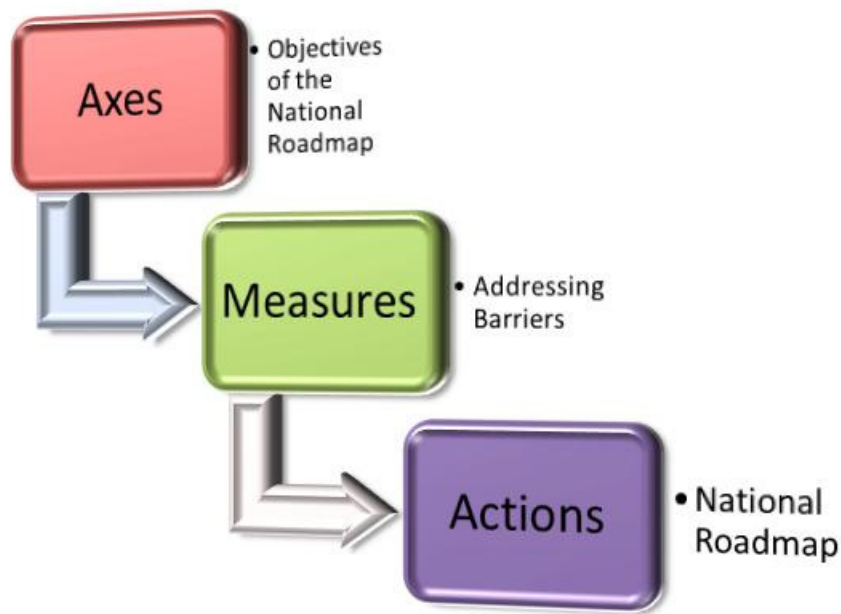 Axes
• Objectives
of the
National
Roadmap
Measures
• Addressing
Barriers
Actions
• National
Roadmap